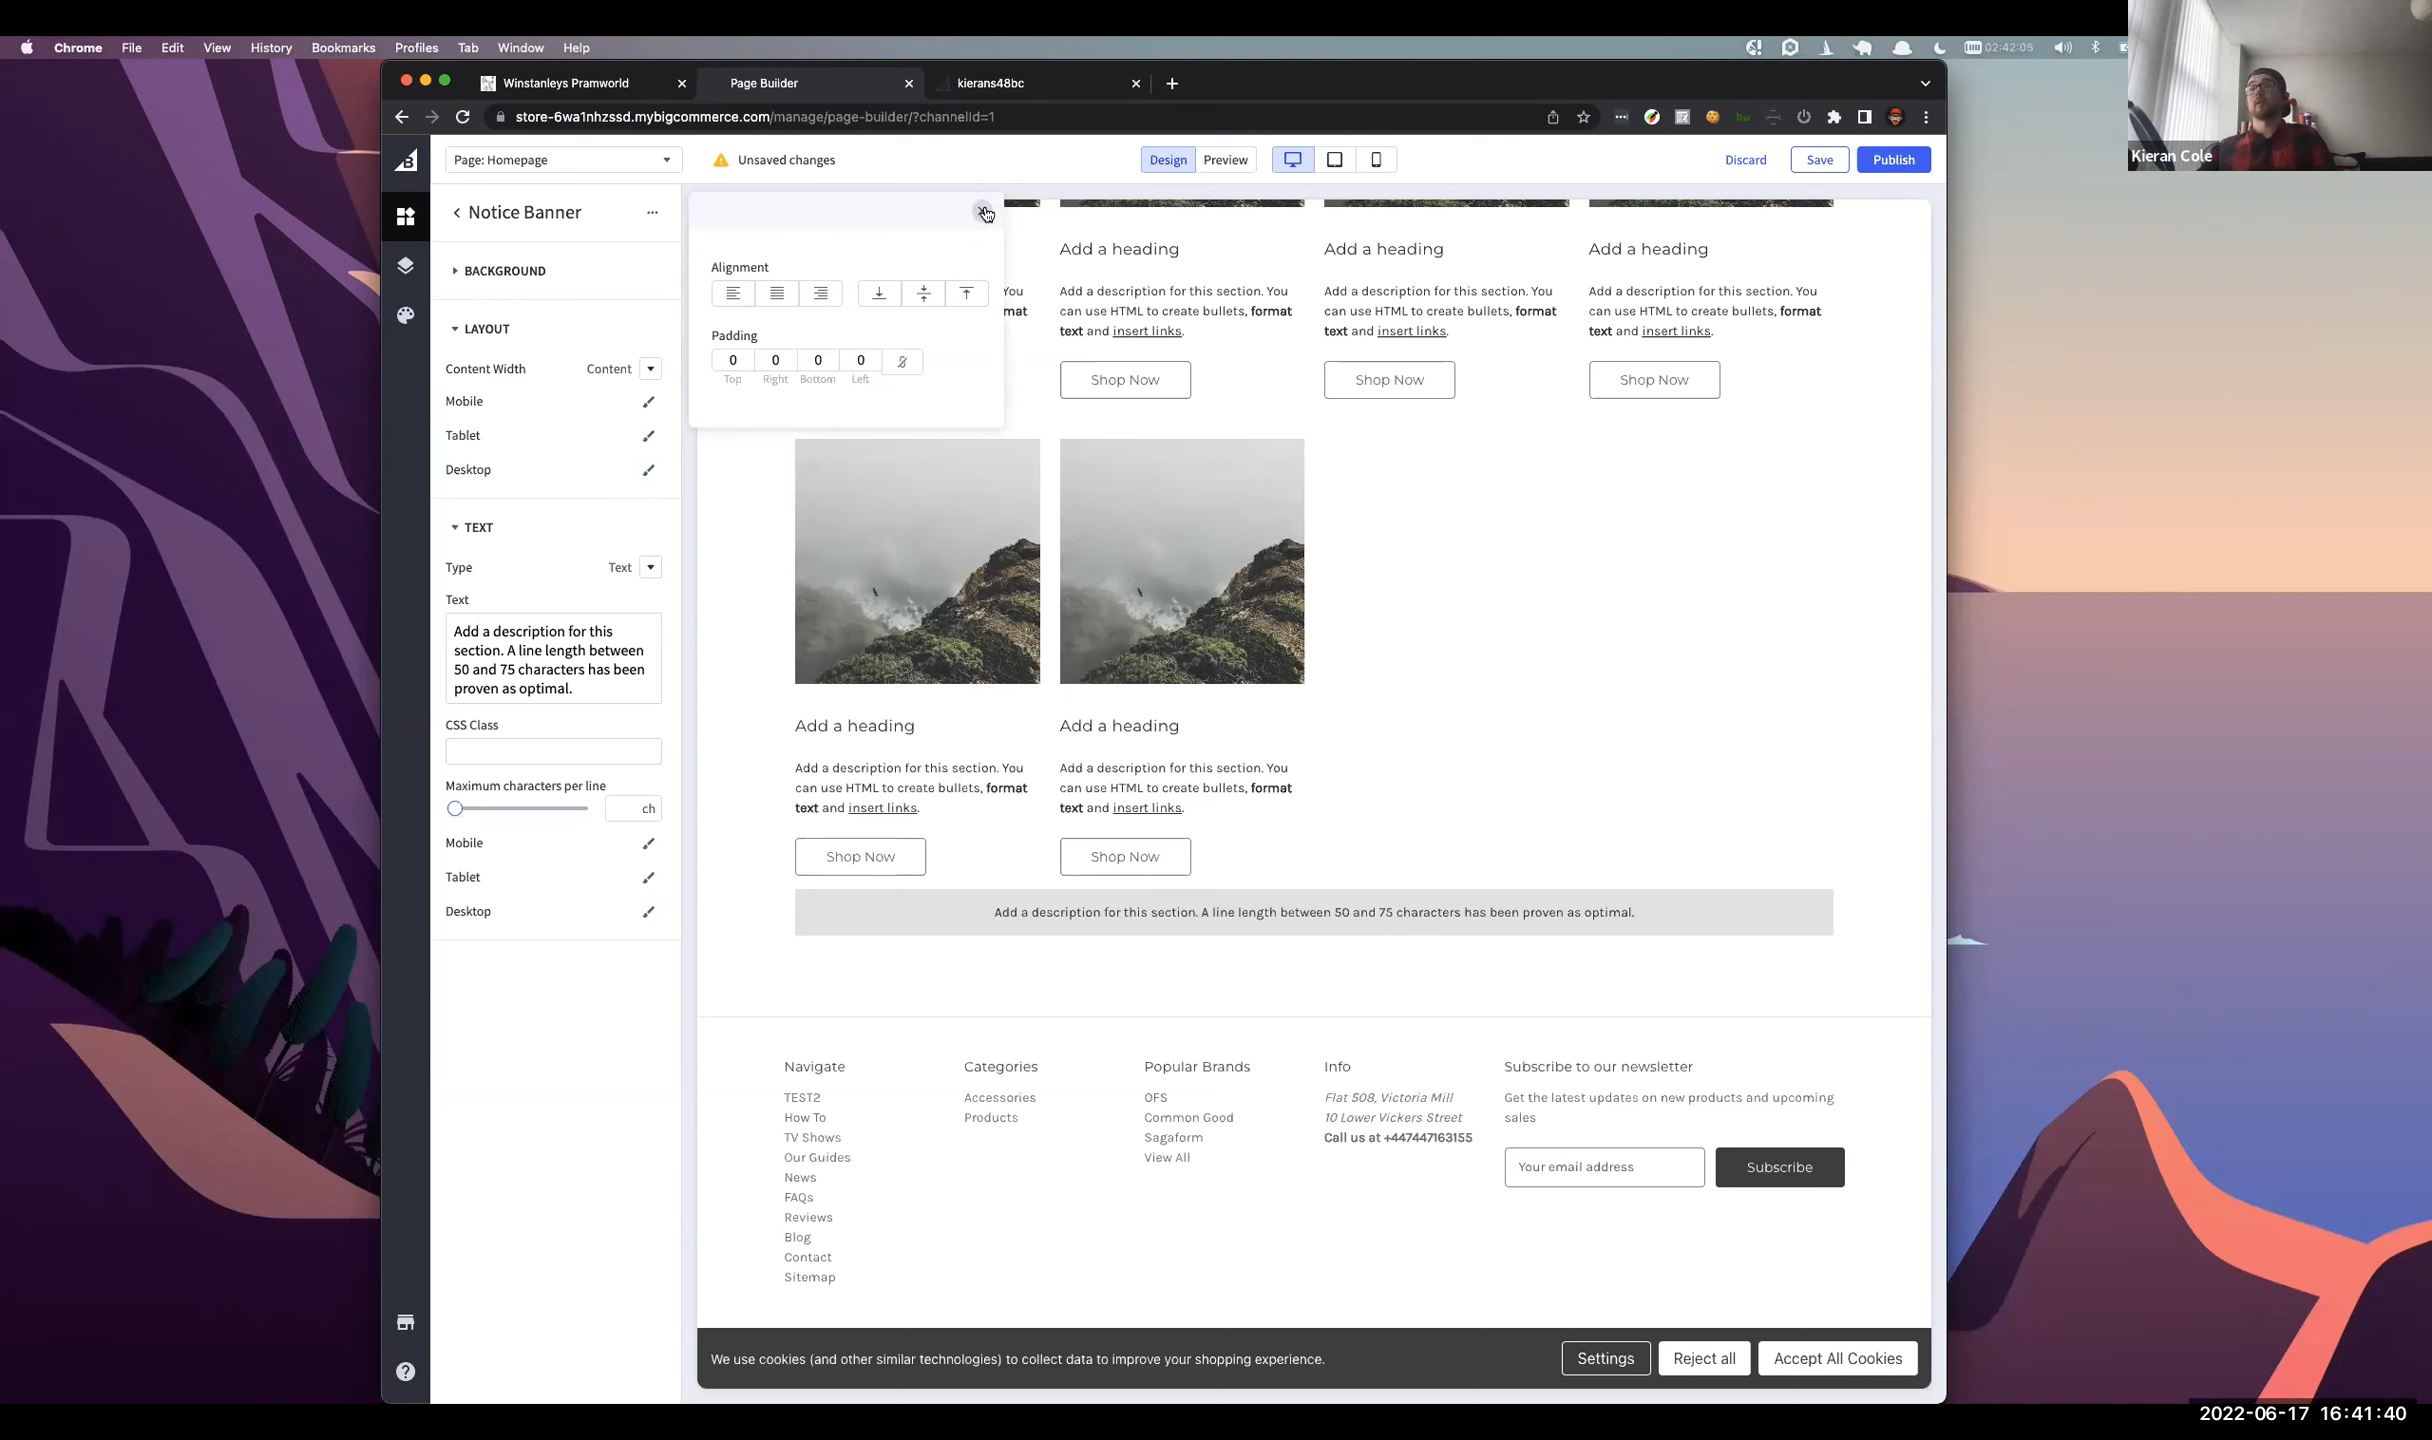 Chrome File Edit View History Bookmarks Profiles Tab Window Help
02:42:05
Kieran Cole
Winstanleys Pramworld
Page Builder
kierans48bc
store-6wa1nhzssd.mybigcommerce.com/manage/page-builder/?channelId=1
Page: Homepage
Unsaved changes
Design
Preview
Discard
Save
Publish
Notice Banner
BACKGROUND
LAYOUT
Content Width Content
Mobile
Tablet
Desktop
TEXT
Type Text
Text
Add a description for this
section. A line length between
50 and 75 characters has been
proven as optimal.
CSS Class
Maximum characters per line
ch
Mobile
Tablet
Desktop
Alignment
Padding
0 0 0 0
Top Right Bottom Left
You
mat
Add a heading
Add a description for this section. You
can use HTML to create bullets, format
text and insert links.
Shop Now
Add a heading
Add a description for this section. You
can use HTML to create bullets, format
text and insert links.
Shop Now
Add a heading
Add a description for this section. You
can use HTML to create bullets, format
text and insert links.
Shop Now
Add a heading
Add a description for this section. You
can use HTML to create bullets, format
text and insert links.
Shop Now
Add a heading
Add a description for this section. You
can use HTML to create bullets, format
text and insert links.
Shop Now
Add a description for this section. A line length between 50 and 75 characters has been proven as optimal.
Navigate
TEST2
How To
TV Shows
Our Guides
News
FAQs
Reviews
Blog
Contact
Sitemap
Categories
Accessories
Products
Popular Brands
OFS
Common Good
Sagaform
View All
Info
Flat 508, Victoria Mill
10 Lower Vickers Street
Call us at +447447163155
Subscribe to our newsletter
Get the latest updates on new products and upcoming
sales
Your email address
Subscribe
We use cookies (and other similar technologies) to collect data to improve your shopping experience.
Settings
Reject all
Accept All Cookies
2022-06-17 16:41:40